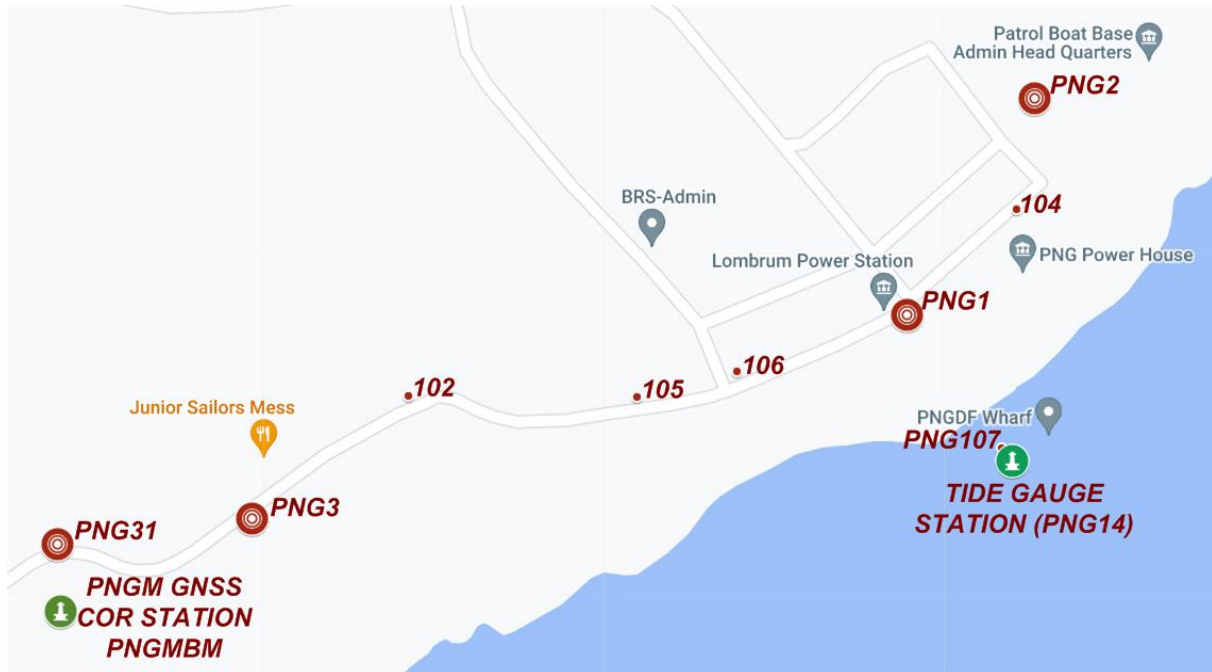 Patrol Boat Base
Admin Head Quarters
PNG2
BRS-Admin
104
Lombrum Power Station
PNG Power House
PNG1
106
102
105
Junior Sailors Mess
PNGDF Wharf
PNG107
TIDE GAUGE
STATION (PNG14)
PNG3
PNG31
PNGM GNSS
COR STATION
PNGMBM